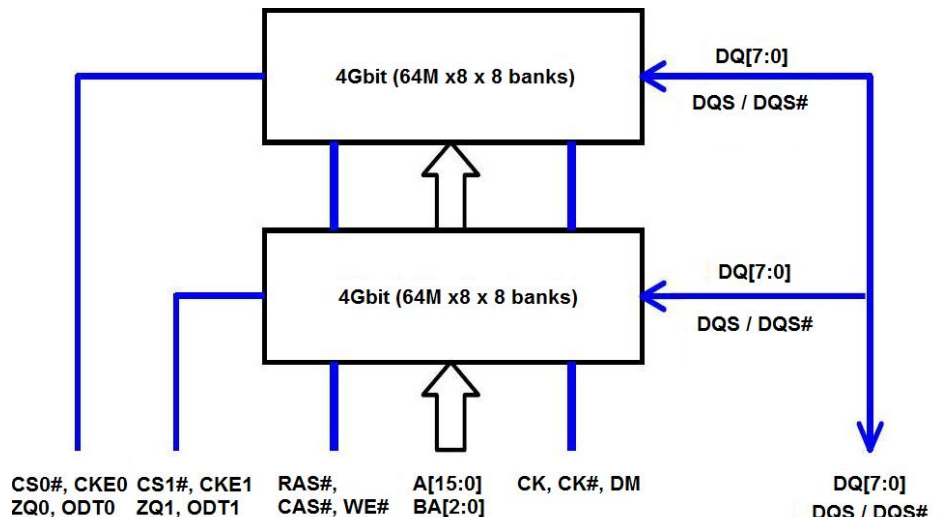 4Gbit (64M x8 x 8 banks)
DQ[7:0]
DQS / DQS#
4Gbit (64M x8 x 8 banks)
DQ[7:0]
DQS / DQS#
CS0#, CKE0
ZQ0, ODT0
CS1#, CKE1
ZQ1, ODT1
RAS#,
CAS#, WE#
A[15:0]
BA[2:0]
CK, CK#, DM
DQ[7:0]
DQS / DQS#